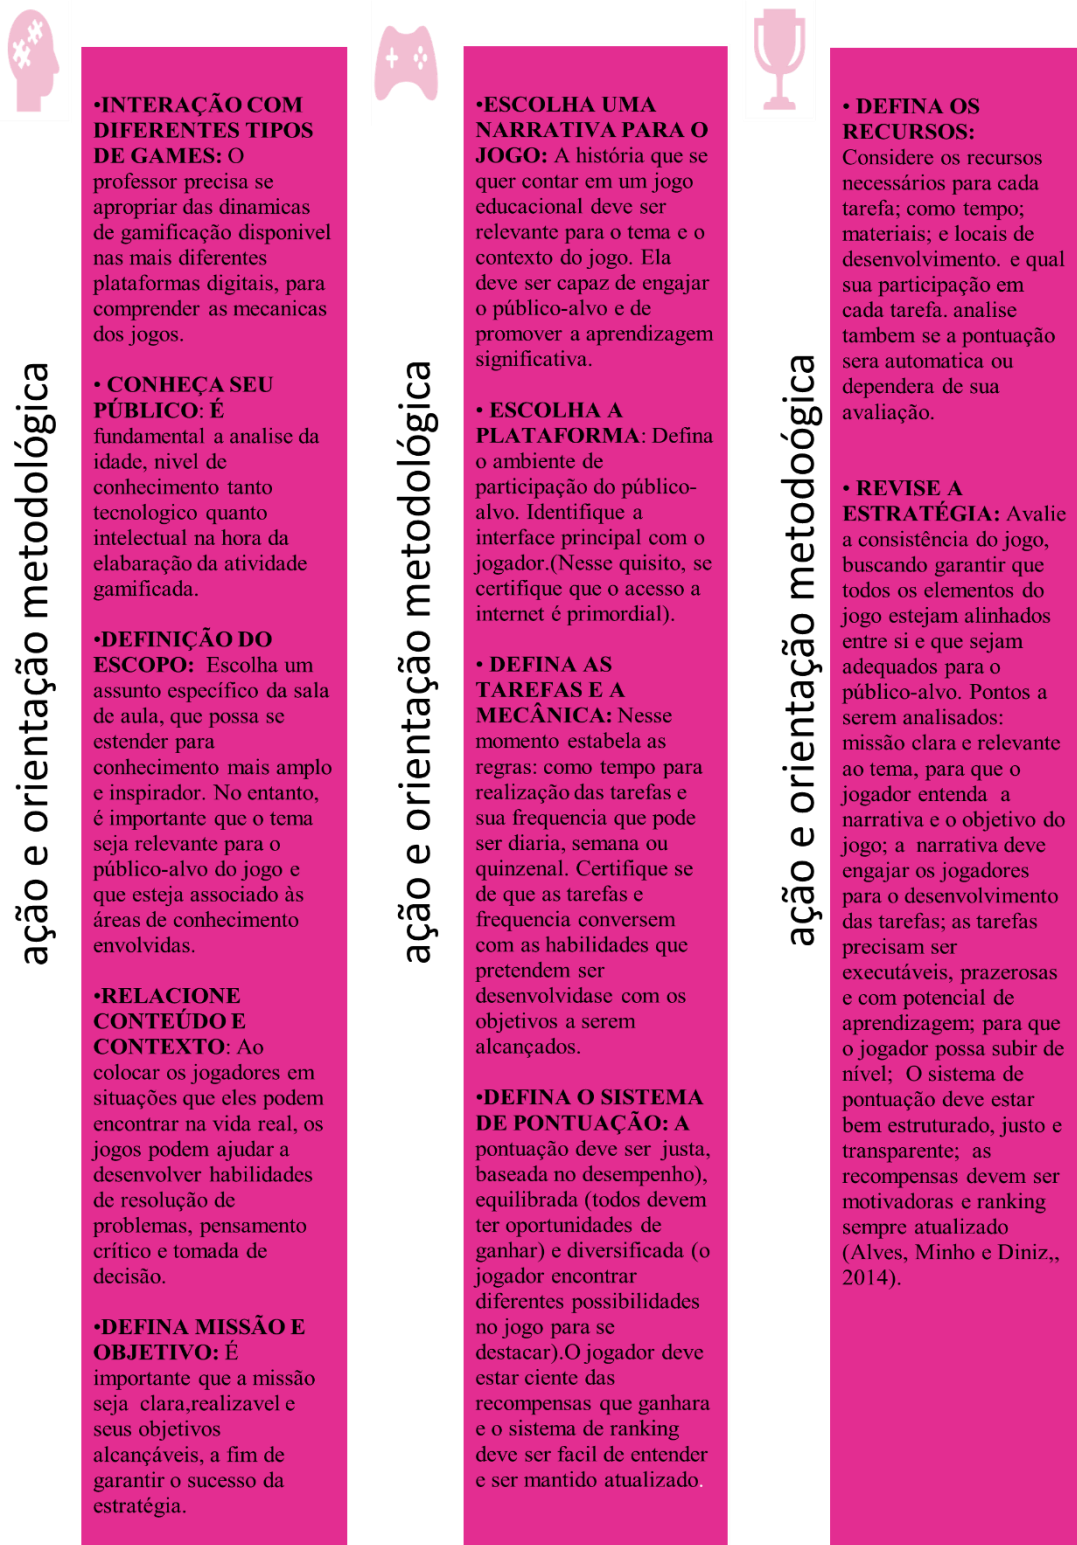 ação e orientação metodológica
•INTERAÇÃO COM
DIFERENTES TIPOS
DE GAMES: O
professor precisa se
apropriar das dinamicas
de gamificação disponivel
nas mais diferentes
plataformas digitais, para
comprender as mecanicas
dos jogos.
• CONHEÇA SEU
PÚBLICO: É
fundamental a analise da
idade, nivel de
conhecimento tanto
tecnologico quanto
intelectual na hora da
elabaração da atividade
gamificada.
•DEFINIÇÃO DO
ESCOPO: Escolha um
assunto específico da sala
de aula, que possa se
estender para
conhecimento mais amplo
e inspirador. No entanto,
é importante que o tema
seja relevante para o
público-alvo do jogo e
que esteja associado às
áreas de conhecimento
envolvidas.
•RELACIONE
CONTEÚDO E
CONTEXTO: Ao
colocar os jogadores em
situações que eles podem
encontrar na vida real, os
jogos podem ajudar a
desenvolver habilidades
de resolução de
problemas, pensamento
crítico e tomada de
decisão.
•DEFINA MISSÃO E
OBJETIVO: É
importante que a missão
seja clara,realizavel e
seus objetivos
alcançáveis, a fim de
garantir o sucesso da
estratégia.
ação e orientação metodológica
•ESCOLHA UMA
NARRATIVA PARA O
JOGO: A história que se
quer contar em um jogo
educacional deve ser
relevante para o tema e o
contexto do jogo. Ela
deve ser capaz de engajar
o público-alvo e de
promover a aprendizagem
significativa.
• ESCOLHA A
PLATAFORMA: Defina
o ambiente de
participação do público-
alvo. Identifique a
interface principal com o
jogador.(Nesse quisito, se
certifique que o acesso a
internet é primordial).
• DEFINA AS
TAREFAS E A
MECÂNICA: Nesse
momento estabela as
regras: como tempo para
realização das tarefas e
sua frequencia que pode
ser diaria, semana ou
quinzenal. Certifique se
de que as tarefas e
frequencia conversem
com as habilidades que
pretendem ser
desenvolvidase com os
objetivos a serem
alcançados.
•DEFINA O SISTEMA
DE PONTUAÇÃO: A
pontuação deve ser justa,
baseada no desempenho),
equilibrada (todos devem
ter oportunidades de
ganhar) e diversificada (o
jogador encontrar
diferentes possibilidades
no jogo para se
destacar).O jogador deve
estar ciente das
recompensas que ganhara
e o sistema de ranking
deve ser facil de entender
e ser mantido atualizado.
ação e orientação metodoógica
• DEFINA OS
RECURSOS:
Considere os recursos
necessários para cada
tarefa; como tempo;
materiais; e locais de
desenvolvimento. e qual
sua participação em
cada tarefa. analise
tambem se a pontuação
sera automatica ou
dependera de sua
avaliação.
• REVISE A
ESTRATÉGIA: Avalie
a consistência do jogo,
buscando garantir que
todos os elementos do
jogo estejam alinhados
entre si e que sejam
adequados para o
público-alvo. Pontos a
serem analisados:
missão clara e relevante
ao tema, para que o
jogador entenda a
narrativa e o objetivo do
jogo; a narrativa deve
engajar os jogadores
para o desenvolvimento
das tarefas; as tarefas
precisam ser
executáveis, prazerosas
e com potencial de
aprendizagem; para que
o jogador possa subir de
nível; O sistema de
pontuação deve estar
bem estruturado, justo e
transparente; as
recompensas devem ser
motivadoras e ranking
sempre atualizado
(Alves, Minho e Diniz,,
2014).